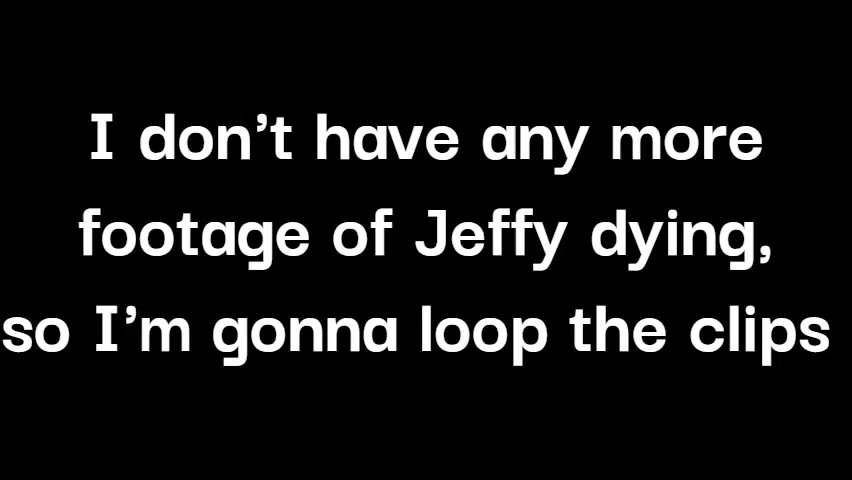 I don't have any more
footage of Jeffy dying,
so I'm gonna loop the clips